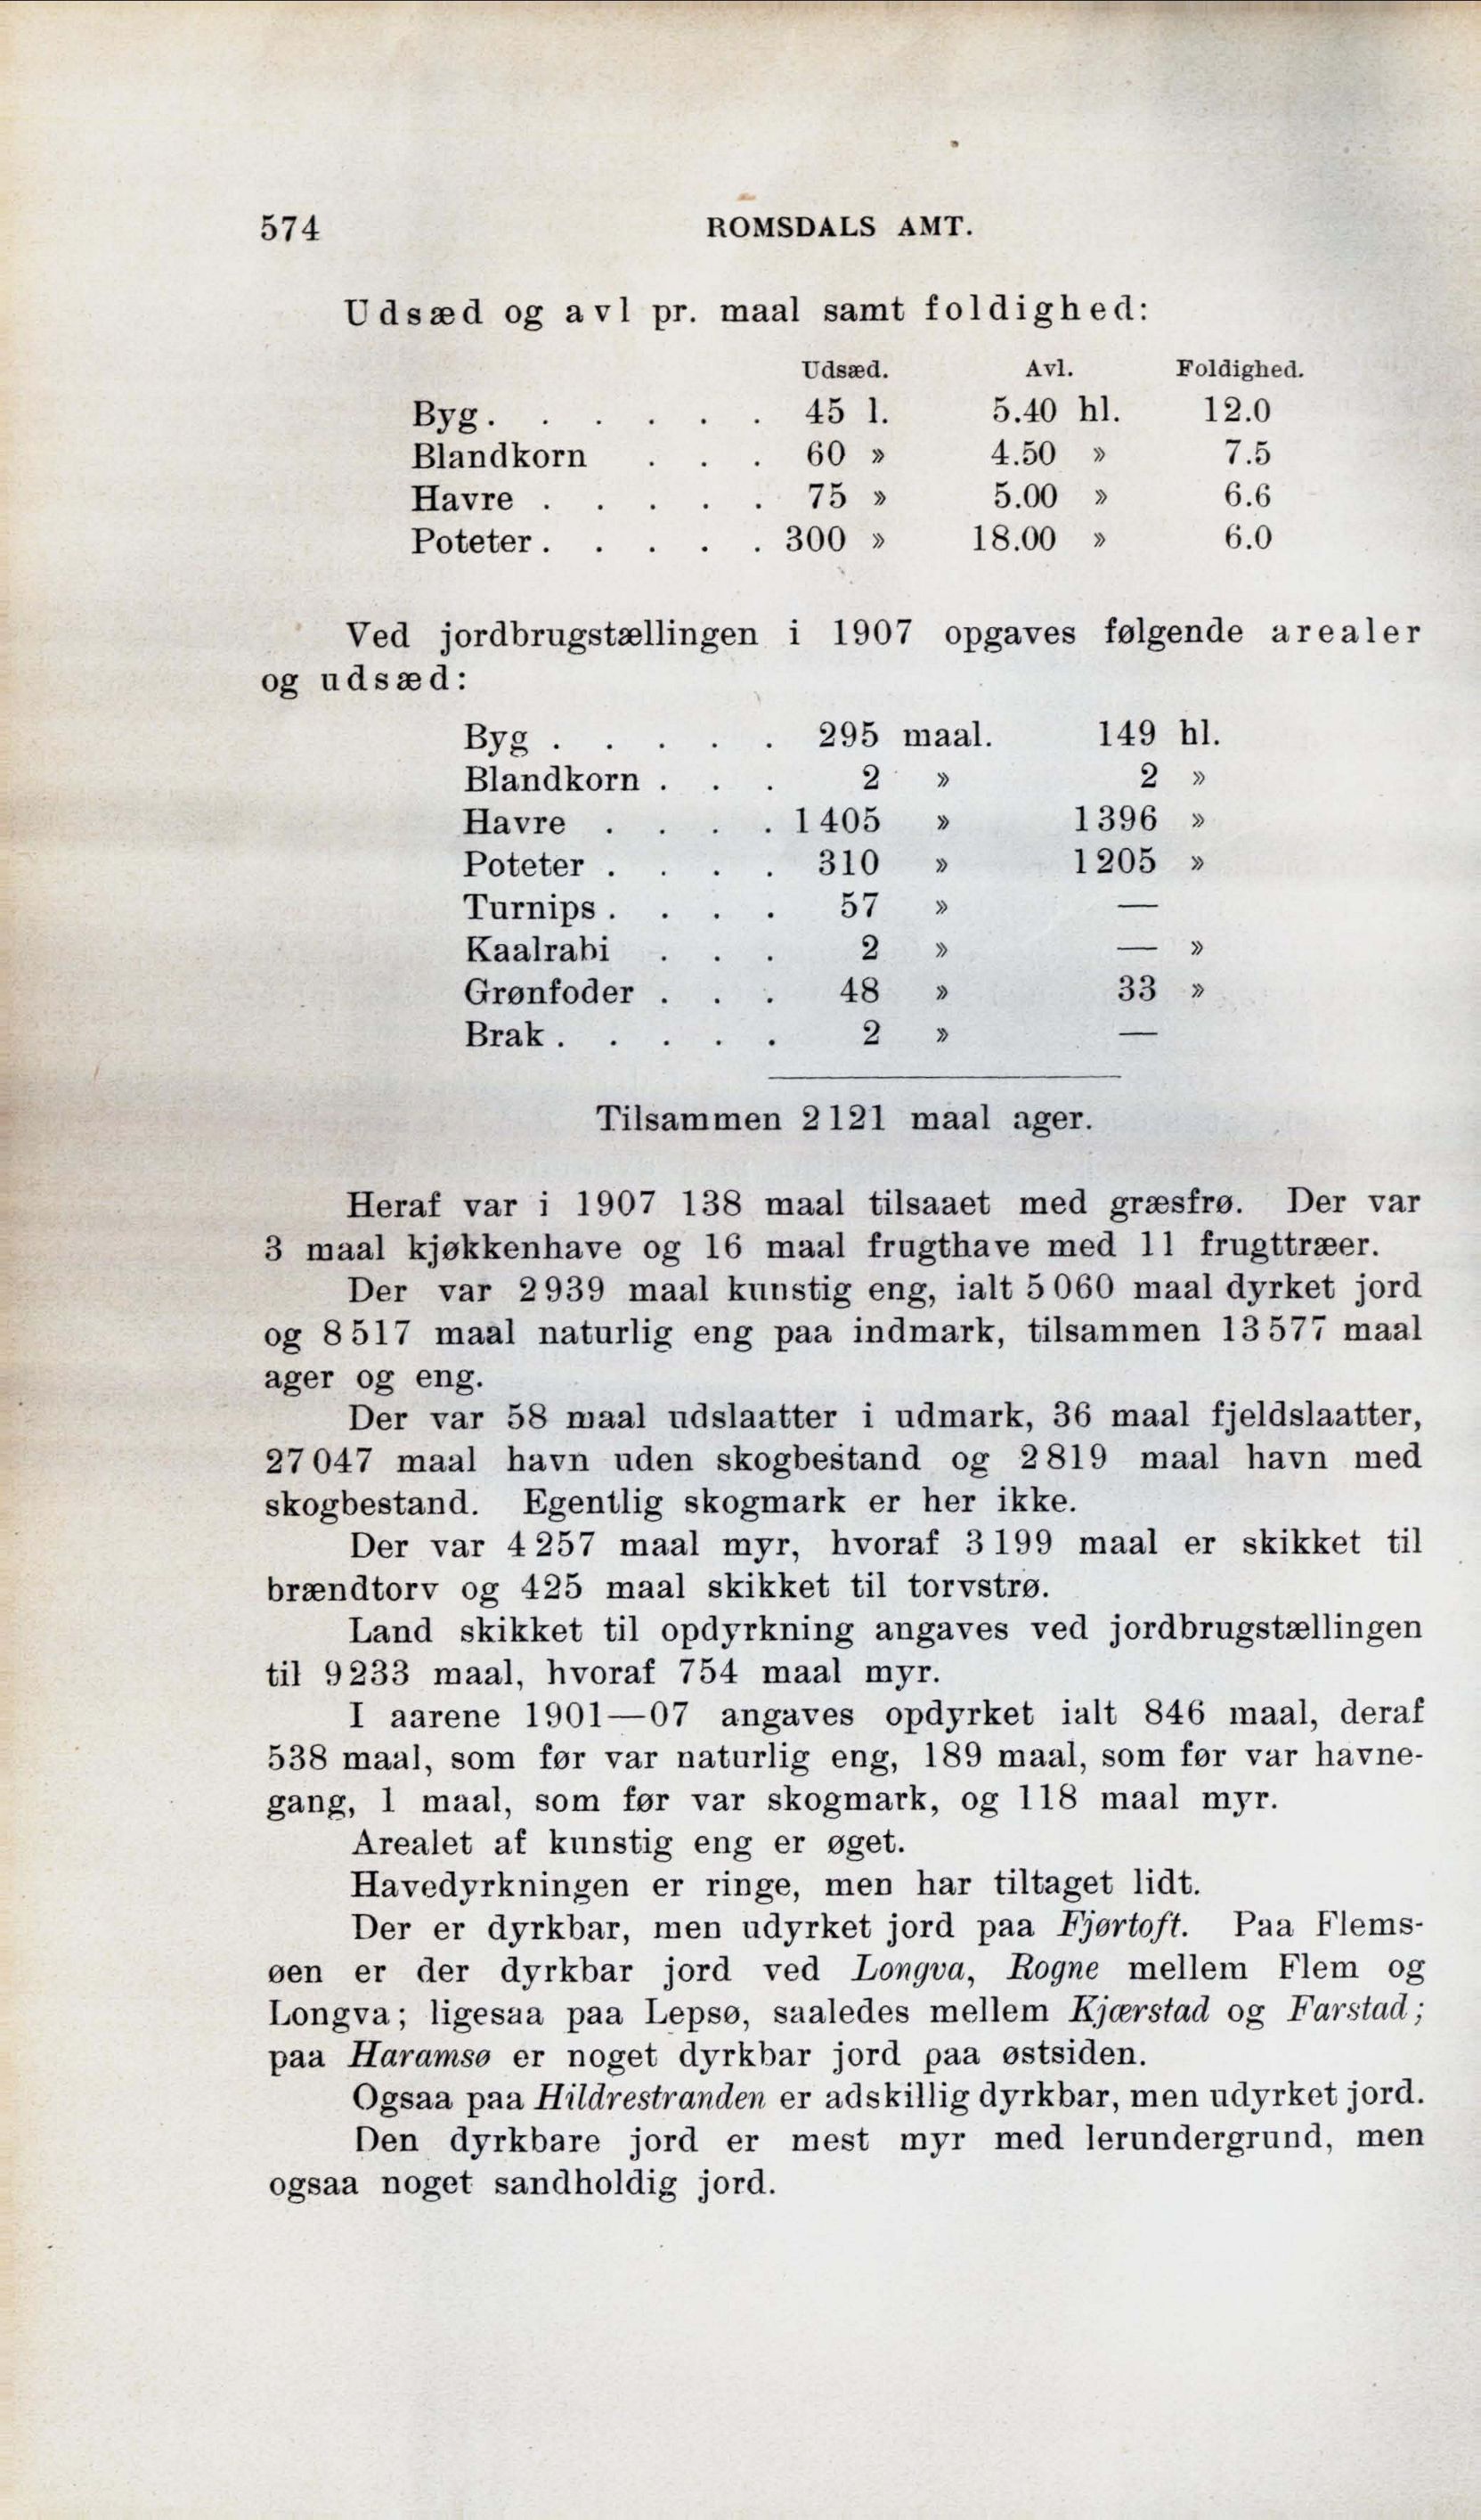 574 ROMSDALS AMT.
Udsæd og avl pr. maal samt foldighed:
Udsæd. Avl. Foldighed.
Byg. . . . . . 45 l. 5.40 hl. 12.0
Blandkorn . . . 60 » 4.50 » 7.5
Havre . . . . . 75 » 5.00 » 6.6
Poteter. . . . . 300 » 18.00 » 6.0
Ved jordbrugstællingen i 1907 opgaves følgende arealer
og udsæd:
Byg . . . . . 295 maal. 149 hl.
Blandkorn . . . 2 » 2 »
Havre . . . . 1405 » 1396 »
Poteter . . . . 310 » 1205 »
Turnips . . . . 57 » —
Kaalrabi . . . 2 » — »
Grønfoder . . . 48 » 33 »
Brak . . . . . 2 » —
Tilsammen 2121 maal ager.
Heraf var i 1907 138 maal tilsaaet med græsfrø. Der var
3 maal kjøkkenhave og 16 maal frugthave med 11 frugttræer.
Der var 2939 maal kunstig eng, ialt 5060 maal dyrket jord
og 8517 maal naturlig eng paa indmark, tilsammen 13577 maal
ager og eng.
Der var 58 maal udslaatter i udmark, 36 maal fjeldslaatter,
27047 maal havn uden skogbestand og 2819 maal havn med
skogbestand. Egentlig skogmark er her ikke.
Der var 4257 maal myr, hvoraf 3199 maal er skikket til
brændtorv og 425 maal skikket til torvstrø.
Land skikket til opdyrkning angaves ved jordbrugstællingen
til 9233 maal, hvoraf 754 maal myr.
I aarene 1901—07 angaves opdyrket ialt 846 maal, deraf
538 maal, som før var naturlig eng, 189 maal, som før var havne-
gang, 1 maal, som før var skogmark, og 118 maal myr.
Arealet af kunstig eng er øget.
Havedyrkningen er ringe, men har tiltaget lidt.
Der er dyrkbar, men udyrket jord paa Fjørtoft. Paa Flems-
øen er der dyrkbar jord ved Longva, Rogne mellem Flem og
Longva; ligesaa paa Lepsø, saaledes mellem Kjærstad og Farstad;
paa Haramsø er noget dyrkbar jord paa østsiden.
Ogsaa paa Hildrestranden er adskillig dyrkbar, men udyrket jord.
Den dyrkbare jord er mest myr med lerundergrund, men
ogsaa noget sandholdig jord.